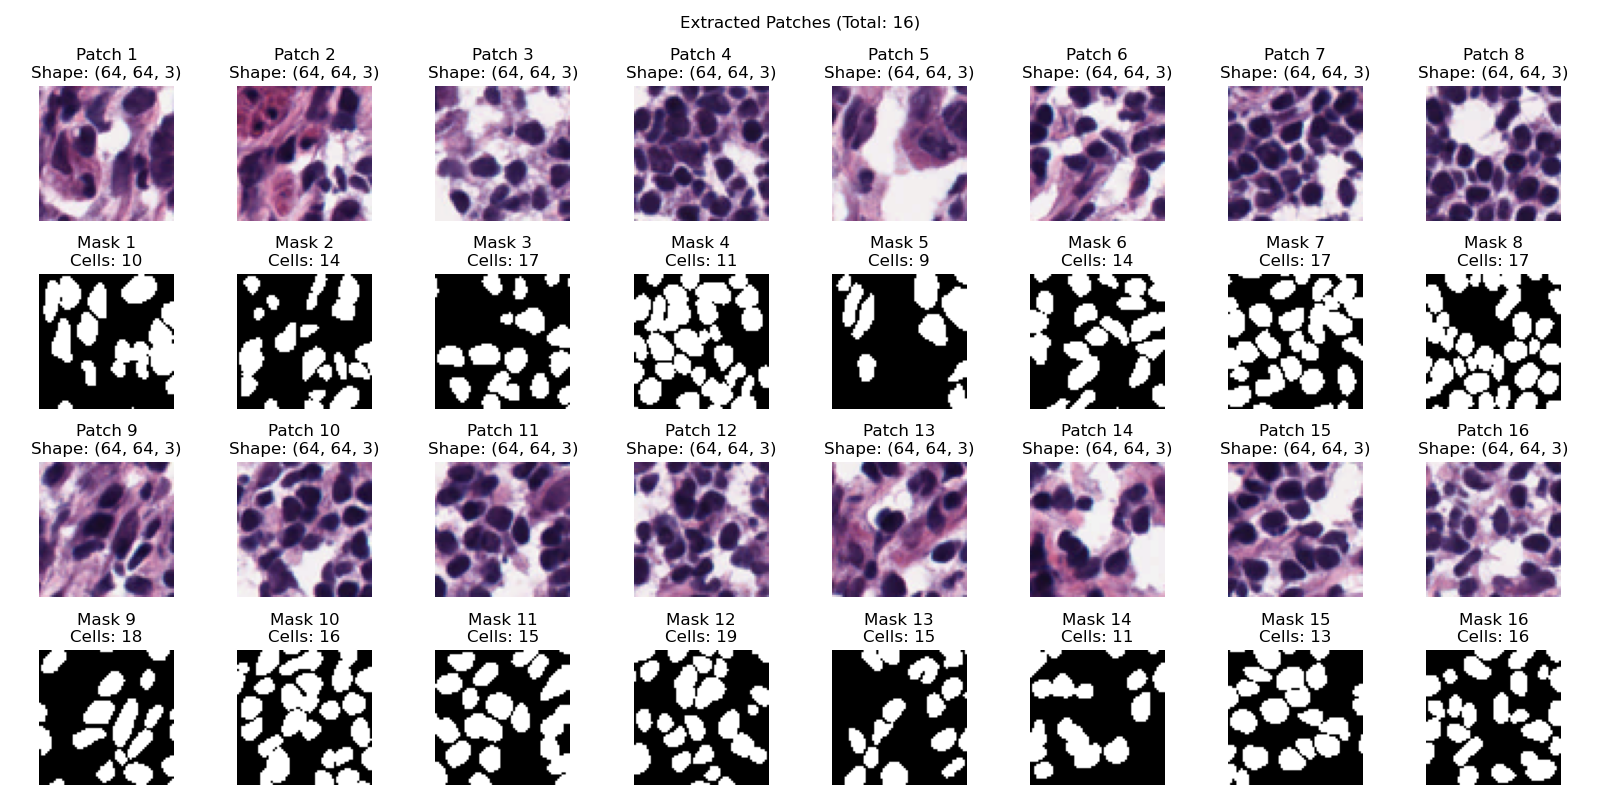 Extracted Patches (Total: 16)
Patch 1
Shape: (64, 64, 3)
Patch 2
Shape: (64, 64, 3)
Patch 3
Shape: (64, 64, 3)
Patch 4
Shape: (64, 64, 3)
Patch 5
Shape: (64, 64, 3)
Patch 6
Shape: (64, 64, 3)
Patch 7
Shape: (64, 64, 3)
Patch 8
Shape: (64, 64, 3)
Mask 1
Cells: 10
Mask 2
Cells: 14
Mask 3
Cells: 17
Mask 4
Cells: 11
Mask 5
Cells: 9
Mask 6
Cells: 14
Mask 7
Cells: 17
Mask 8
Cells: 17
Patch 9
Shape: (64, 64, 3)
Patch 10
Shape: (64, 64, 3)
Patch 11
Shape: (64, 64, 3)
Patch 12
Shape: (64, 64, 3)
Patch 13
Shape: (64, 64, 3)
Patch 14
Shape: (64, 64, 3)
Patch 15
Shape: (64, 64, 3)
Patch 16
Shape: (64, 64, 3)
Mask 9
Cells: 18
Mask 10
Cells: 16
Mask 11
Cells: 15
Mask 12
Cells: 19
Mask 13
Cells: 15
Mask 14
Cells: 11
Mask 15
Cells: 13
Mask 16
Cells: 16